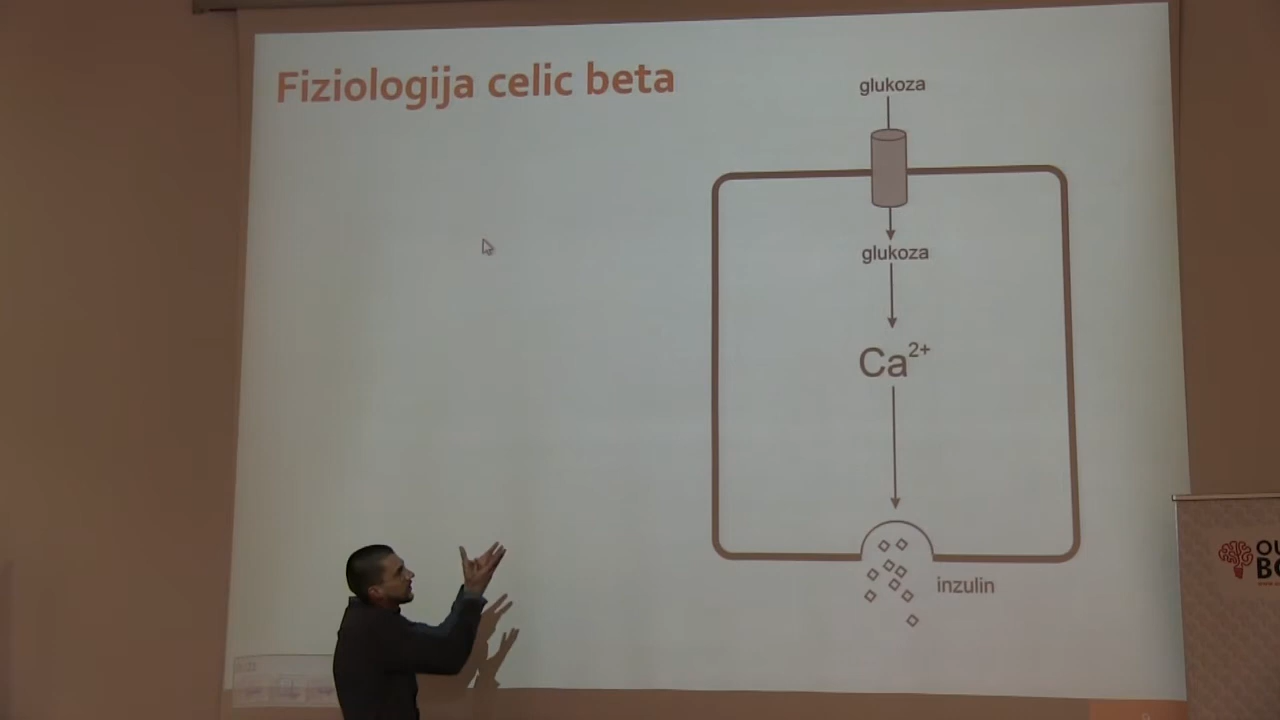 Fiziologija celic beta
glukoza
glukoza
Ca²⁺
inzulin